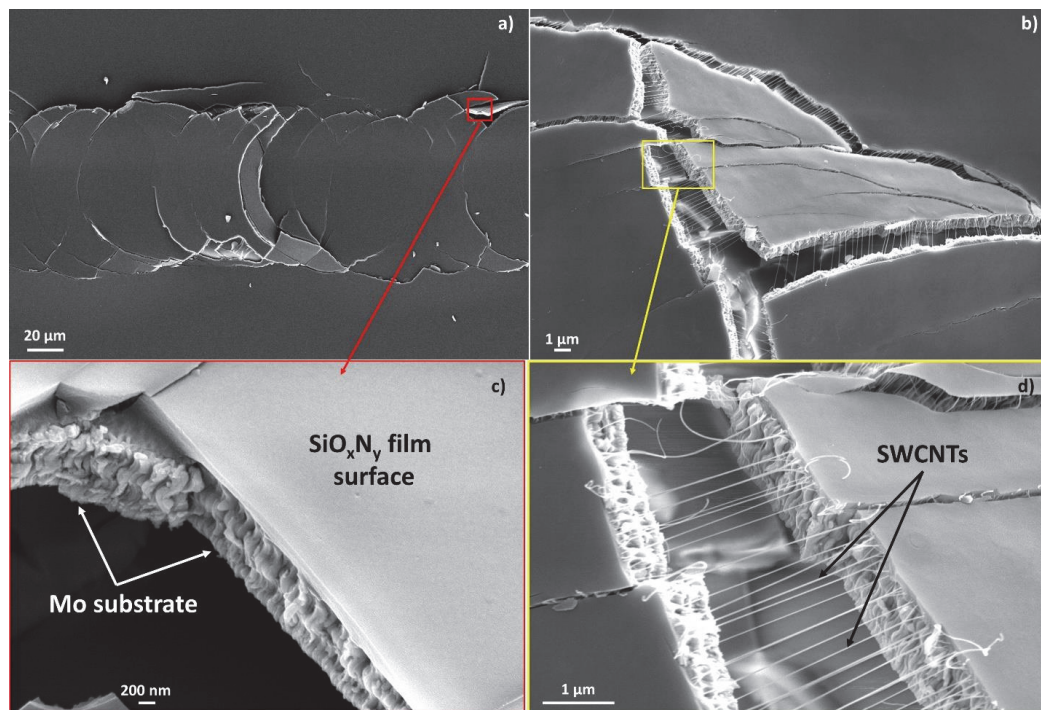 a)
20 µm
b)
1 µm
c)
SiOxNy film
surface
Mo substrate
200 nm
d)
SWCNTs
1 µm